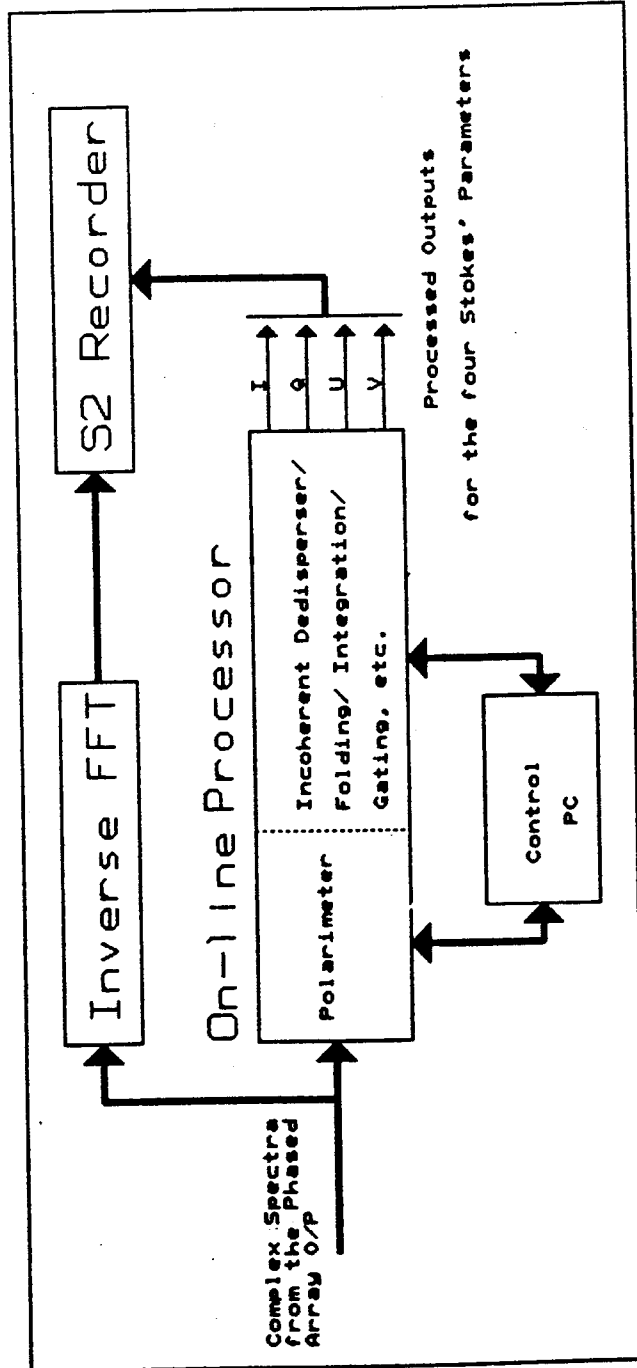 Inverse FFT
S2 Recorder
On-line Processor
Complex Spectra
from the Phased
Array O/P
Polarimeter
Incoherent Dedisperser/
Folding/ Integration/
Gating, etc.
I
Q
U
V
Processed Outputs
for the four Stokes' Parameters
Control
PC